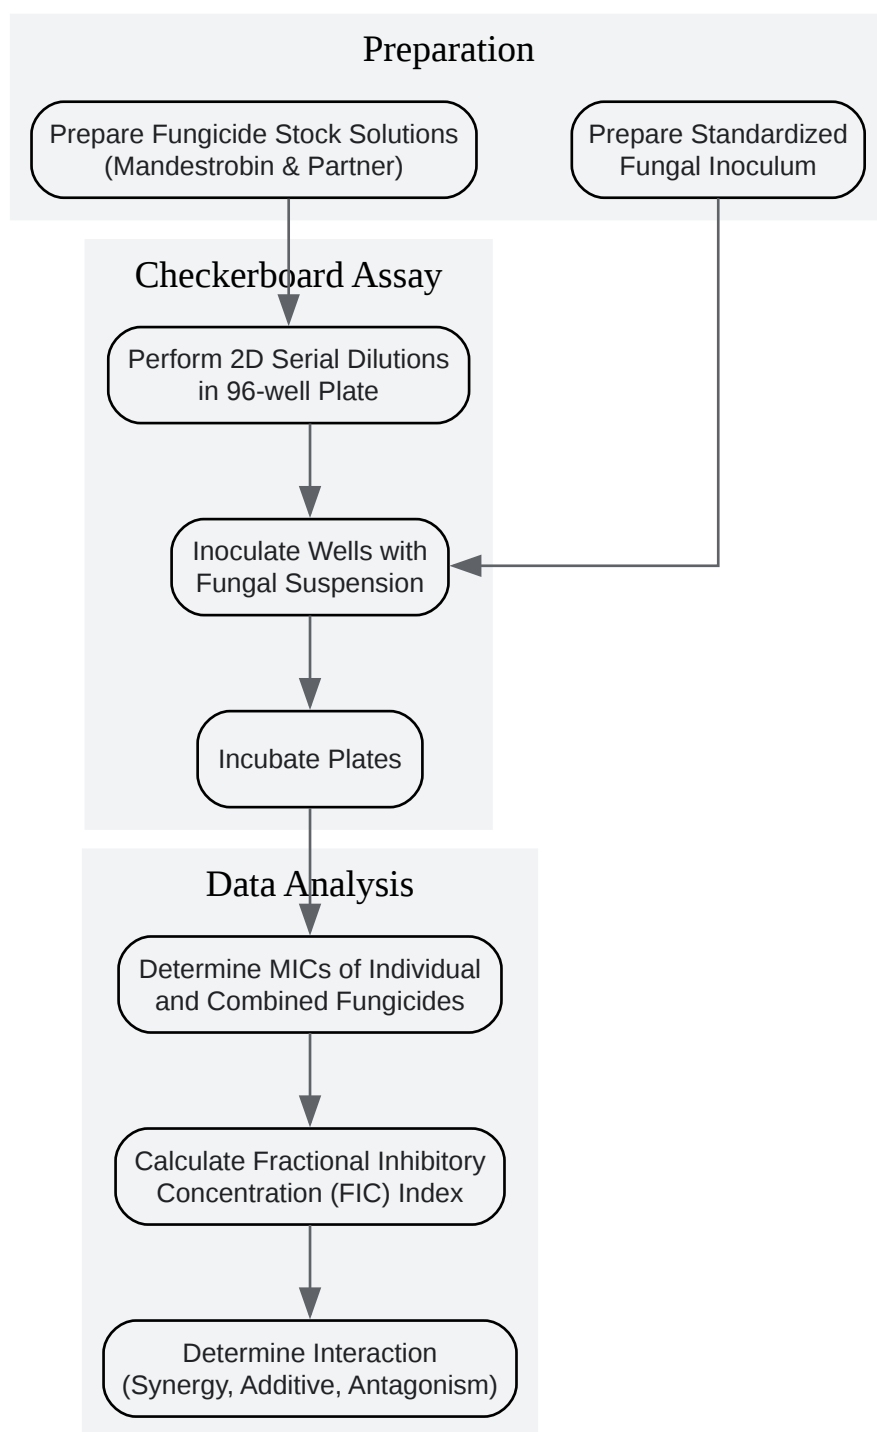 Preparation
Prepare Fungicide Stock Solutions
(Mandestrobin & Partner)
Prepare Standardized
Fungal Inoculum
Checkerboard Assay
Perform 2D Serial Dilutions
in 96-well Plate
Inoculate Wells with
Fungal Suspension
Incubate Plates
Data Analysis
Determine MICs of Individual
and Combined Fungicides
Calculate Fractional Inhibitory
Concentration (FIC) Index
Determine Interaction
(Synergy, Additive, Antagonism)